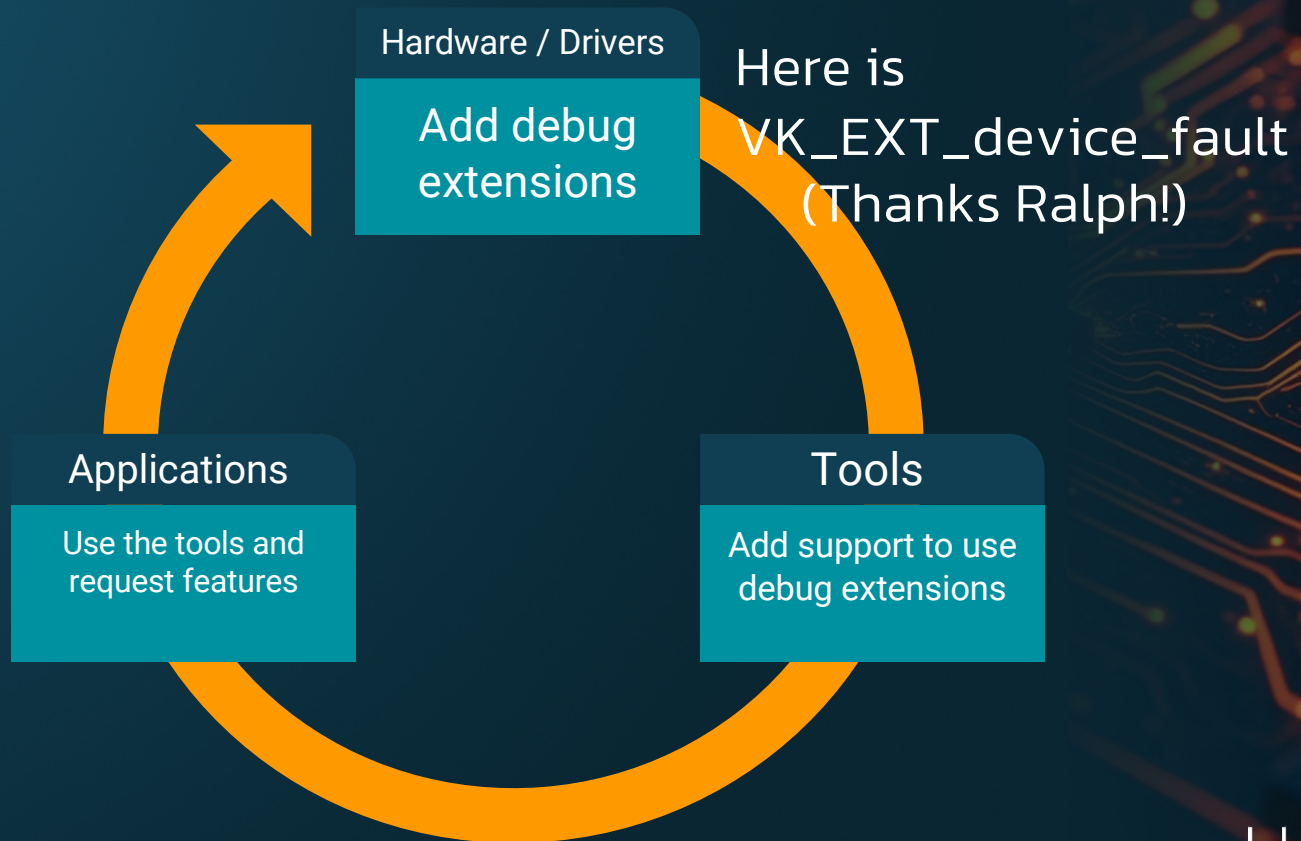 Hardware / Drivers
Add debug
extensions
Here is
VK_EXT_device_fault
(Thanks Ralph!)
Applications
Use the tools and
request features
Tools
Add support to use
debug extensions